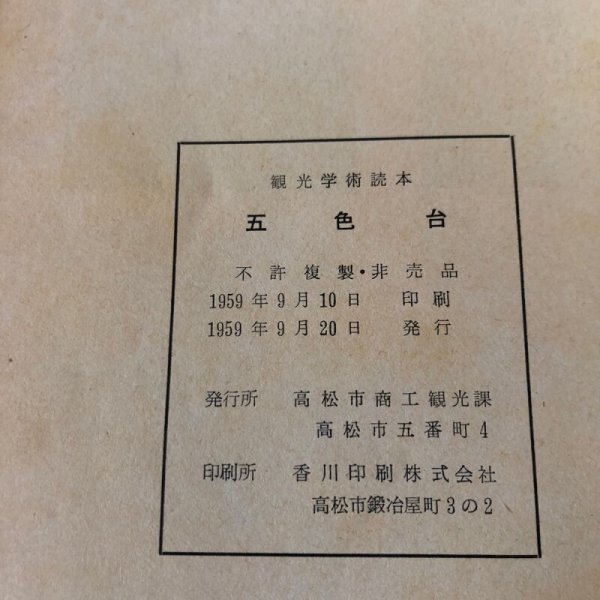 観光学術読本
五色台
不許複製・非売品
1959年9月10日 印刷
1959年9月20日 発行
発行所 高松市商工観光課
高松市五番町4
印刷所 香川印刷株式会社
高松市鍛冶屋町3の2